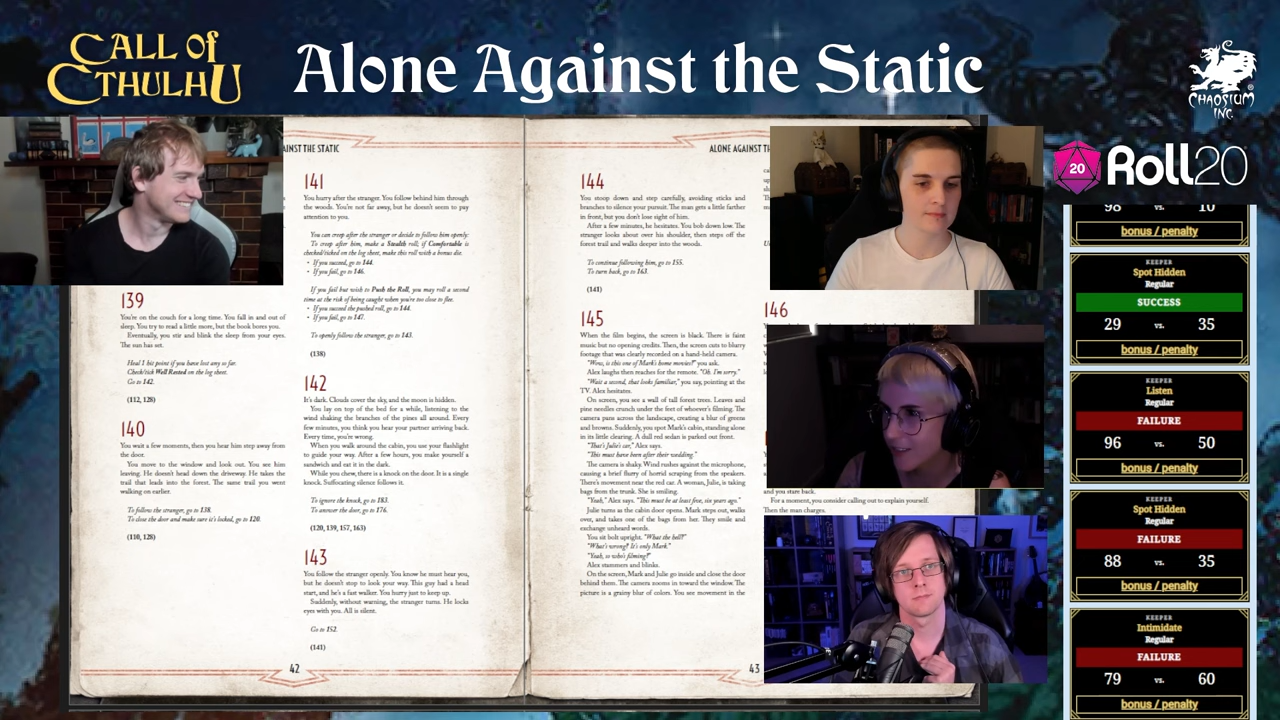 CALL of
CTHULHU
Alone Against the Static
CHAOSIUM
INC
20
Roll20
AINST THE STATIC
139
You're on the couch for a long time. You fall in and out of
sleep. You try to read a little more, but the book bores you.
Eventually, you stir and blink the sleep from your eyes.
The sun has set.
Heal 1 hit point if you have lost any so far.
Check/tick Well Rested on the log sheet.
Go to 142.
(112, 128)
140
You wait a few moments, then you hear him step away from
the door.
You move to the window and look out. You see him
leaving. He doesn't head down the driveway. He takes the
trail that leads into the forest. The same trail you went
walking on earlier.
To follow the stranger, go to 138.
To close the door and make sure it's locked, go to 120.
(110, 128)
141
You hurry after the stranger. You follow behind him through
the woods. You're not far away, but he doesn't seem to pay
attention to you.
You can creep after the stranger or decide to follow him openly:
To creep after him, make a Stealth roll; if Comfortable is
checked/ticked on the log sheet, make this roll with a bonus die.
• If you succeed, go to 144.
• If you fail, go to 146.
If you fail but wish to Push the Roll, you may roll a second
time at the risk of being caught when you're too close to flee.
• If you succeed the pushed roll, go to 144.
• If you fail, go to 147.
To openly follow the stranger, go to 143.
(138)
142
It's dark. Clouds cover the sky, and the moon is hidden.
You lay on top of the bed for a while, listening to the
wind shaking the branches of the pines all around. Every
few minutes, you think you hear your partner arriving back.
Every time, you're wrong.
When you walk around the cabin, you use your flashlight
to guide your way. After a few hours, you make yourself a
sandwich and eat it in the dark.
While you chew, there is a knock on the door. It is a single
knock. Suffocating silence follows it.
To ignore the knock, go to 183.
To answer the door, go to 176.
(120, 139, 157, 163)
143
You follow the stranger openly. You know he must hear you,
but he doesn't stop to look your way. This guy had a head
start, and he's a fast walker. You hurry just to keep up.
Suddenly, without warning, the stranger turns. He locks
eyes with you. All is silent.
Go to 152.
(141)
42
ALONE AGAINST TH
144
You stoop down and step carefully, avoiding sticks and
branches to silence your pursuit. The man gets a little farther
in front, but you don't lose sight of him.
After a few minutes, he hesitates. You bob down low. The
stranger looks about over his shoulder, then steps off the
forest trail and walks deeper into the woods.
To continue following him, go to 155.
To turn back, go to 163.
(141)
145
When the film begins, the screen is black. There is faint
music but no opening credits. Then, the screen cuts to blurry
footage that was clearly recorded on a hand-held camera.
"Wow, is this one of Mark's home movies?" you ask.
Alex laughs then reaches for the remote. "Oh. I'm sorry."
"Wait a second, that looks familiar," you say, pointing at the
TV. Alex hesitates.
On screen, you see a wall of tall forest trees. Leaves and
pine needles crunch under the feet of whoever's filming. The
camera pans across the landscape, creating a blur of greens
and browns. Suddenly, you spot Mark's cabin, standing alone
in its little clearing. A dull red sedan is parked out front.
"That's Julie's car," Alex says.
"This must have been after their wedding."
The camera is shaky. Wind rushes against the microphone,
causing a brief flurry of horrid scraping from the speakers.
There's movement near the red car. A woman, Julie, is taking
bags from the trunk. She is smiling.
"Yeah," Alex says. "This must be at least five, six years ago."
Julie turns as the cabin door opens. Mark steps out, walks
over, and takes one of the bags from her. They smile and
exchange unheard words.
You sit bolt upright. "What the hell?"
"What's wrong? It's only Mark."
"Yeah, so who's filming?"
Alex stammers and blinks.
On the screen, Mark and Julie go inside and close the door
behind them. The camera zooms in toward the window. The
picture is a grainy blur of colors. You see movement in the
146
and you stare back.
For a moment, you consider calling out to explain yourself.
Then the man charges.
43
98 vs. 10
bonus / penalty
KEEPER
Spot Hidden
Regular
SUCCESS
29 vs. 35
bonus / penalty
KEEPER
Listen
Regular
FAILURE
96 vs. 50
bonus / penalty
KEEPER
Spot Hidden
Regular
FAILURE
88 vs. 35
bonus / penalty
KEEPER
Intimidate
Regular
FAILURE
79 vs. 60
bonus / penalty